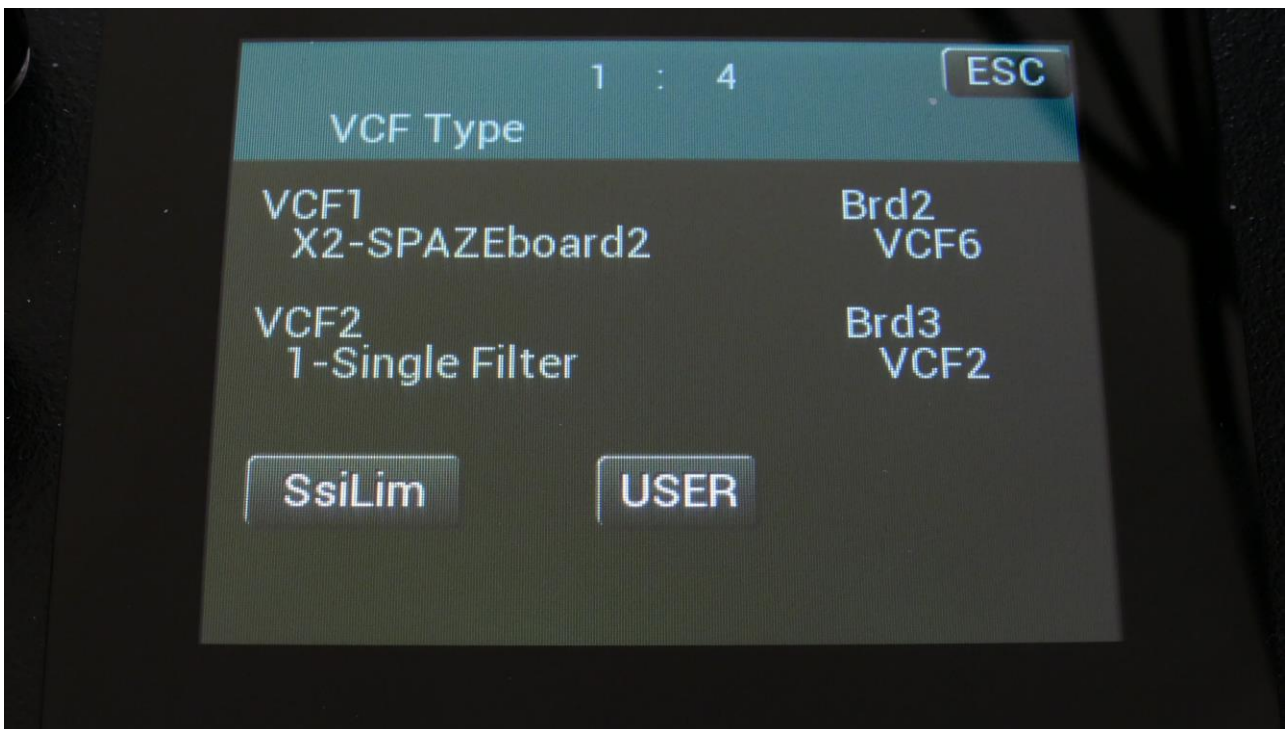 1 : 4 ESC
VCF Type
VCF1 Brd2
X2-SPAZEboard2 VCF6
VCF2 Brd3
1-Single Filter VCF2
SsiLim USER